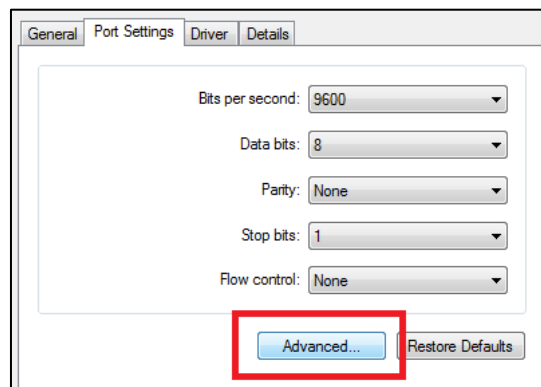 General Port Settings Driver Details
Bits per second: 9600
Data bits: 8
Parity: None
Stop bits: 1
Flow control: None
Advanced... Restore Defaults